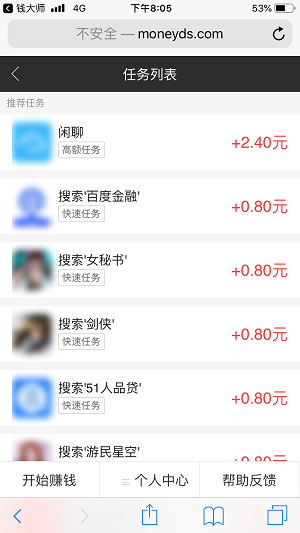 钱大师 4G 下午8:05 53%
不安全 — moneyds.com
任务列表
推荐任务
闲聊
高额任务
+2.40元
搜索'百度金融'
快速任务
+0.80元
搜索'女秘书'
快速任务
+0.80元
搜索'剑侠'
快速任务
+0.80元
搜索'51人品贷'
快速任务
+0.80元
搜索'游民星空'
+0.80元
开始赚钱
个人中心
帮助反馈